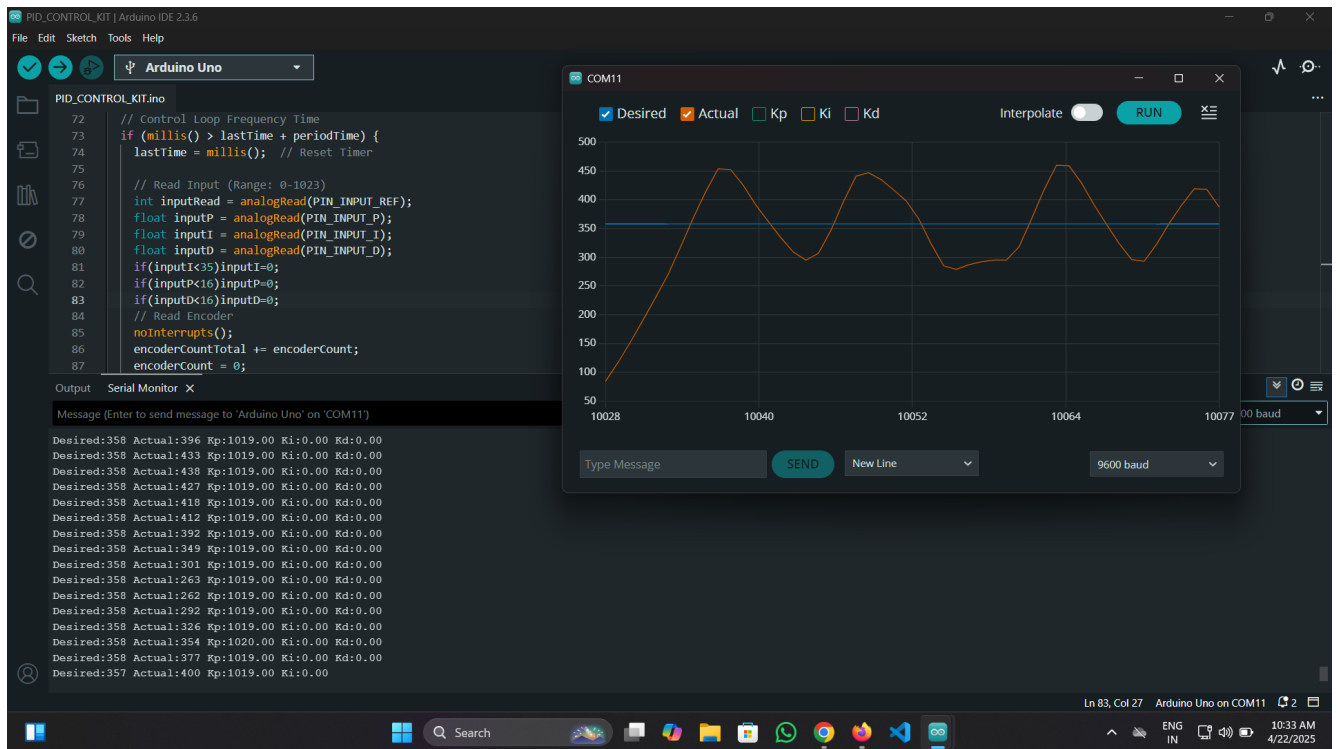 PID_CONTROL_KIT | Arduino IDE 2.3.6
File Edit Sketch Tools Help
Arduino Uno
PID_CONTROL_KIT.ino
72 // Control Loop Frequency Time
73 if (millis() > lastTime + periodTime) {
74 lastTime = millis(); // Reset Timer
75
76 // Read Input (Range: 0-1023)
77 int inputRead = analogRead(PIN_INPUT_REF);
78 float inputP = analogRead(PIN_INPUT_P);
79 float inputI = analogRead(PIN_INPUT_I);
80 float inputD = analogRead(PIN_INPUT_D);
81 if(inputI<35)inputI=0;
82 if(inputP<16)inputP=0;
83 if(inputD<16)inputD=0;
84 // Read Encoder
85 noInterrupts();
86 encoderCountTotal += encoderCount;
87 encoderCount = 0;
COM11
Desired Actual Kp Ki Kd Interpolate RUN
500
450
400
350
300
250
200
150
100
50
10028 10040 10052 10064 10077
Type Message SEND New Line 9600 baud
Output Serial Monitor
Message (Enter to send message to 'Arduino Uno' on 'COM11')
00 baud
Desired:358 Actual:396 Kp:1019.00 Ki:0.00 Kd:0.00
Desired:358 Actual:433 Kp:1019.00 Ki:0.00 Kd:0.00
Desired:358 Actual:438 Kp:1019.00 Ki:0.00 Kd:0.00
Desired:358 Actual:427 Kp:1019.00 Ki:0.00 Kd:0.00
Desired:358 Actual:418 Kp:1019.00 Ki:0.00 Kd:0.00
Desired:358 Actual:412 Kp:1019.00 Ki:0.00 Kd:0.00
Desired:358 Actual:392 Kp:1019.00 Ki:0.00 Kd:0.00
Desired:358 Actual:349 Kp:1019.00 Ki:0.00 Kd:0.00
Desired:358 Actual:301 Kp:1019.00 Ki:0.00 Kd:0.00
Desired:358 Actual:263 Kp:1019.00 Ki:0.00 Kd:0.00
Desired:358 Actual:262 Kp:1019.00 Ki:0.00 Kd:0.00
Desired:358 Actual:292 Kp:1019.00 Ki:0.00 Kd:0.00
Desired:358 Actual:326 Kp:1019.00 Ki:0.00 Kd:0.00
Desired:358 Actual:354 Kp:1020.00 Ki:0.00 Kd:0.00
Desired:358 Actual:377 Kp:1019.00 Ki:0.00 Kd:0.00
Desired:357 Actual:400 Kp:1019.00 Ki:0.00
Ln 83, Col 27 Arduino Uno on COM11 2
Search
ENG
IN
10:33 AM
4/22/2025